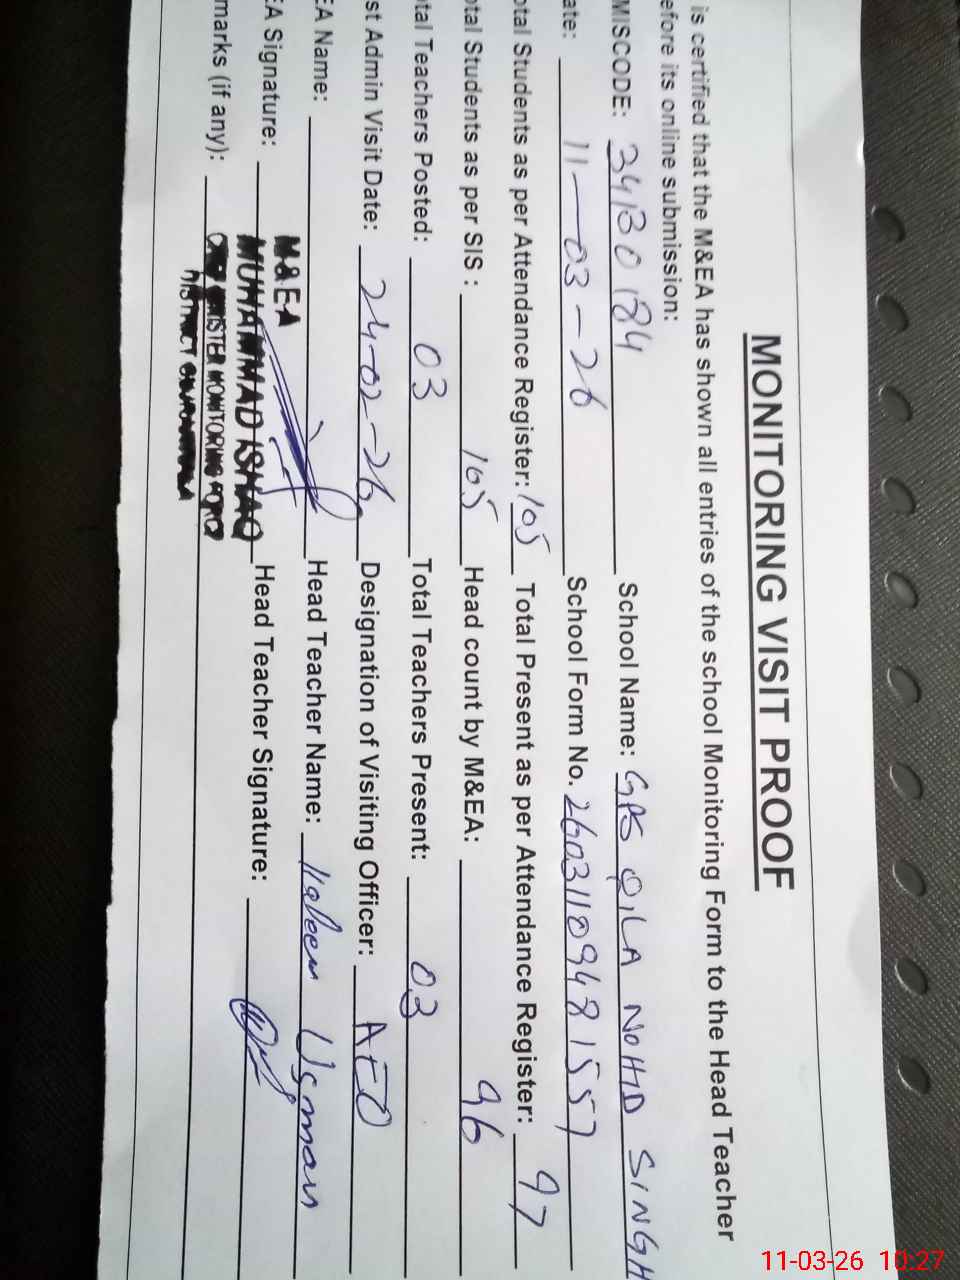 MONITORING VISIT PROOF
is certified that the M&EA has shown all entries of the school Monitoring Form to the Head Teacher
efore its online submission:
MISCODE: 34130184 School Name: GPS QILA NOHD SINGH
ate: 11-03-26 School Form No. 2603110948157
otal Students as per Attendance Register: 105 Total Present as per Attendance Register: 97
otal Students as per SIS : 105 Head count by M&EA: 96
otal Teachers Posted: 03 Total Teachers Present: 03
st Admin Visit Date: 24-02-26 Designation of Visiting Officer: AEO
EA Name: Head Teacher Name: Usman
M&EA
EA Signature: MUHAMMAD ISHAQ Head Teacher Signature:
marks (if any): MONITORING FORCE
DISTRICT
11-03-26 10:27